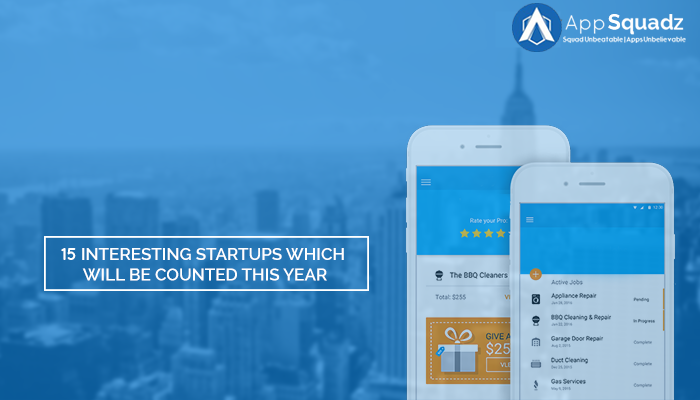 App Squadz
Squad Unbeatable | Apps Unbelievable
15 INTERESTING STARTUPS WHICH
WILL BE COUNTED THIS YEAR
Rate your Pro:
The BBQ Cleaners
Total: $255
GIVE
$25
Active Jobs
Appliance Repair
Pending
BBQ Cleaning & Repair
In Progress
Garage Door Repair
Complete
Duct Cleaning
Complete
Gas Services
Complete